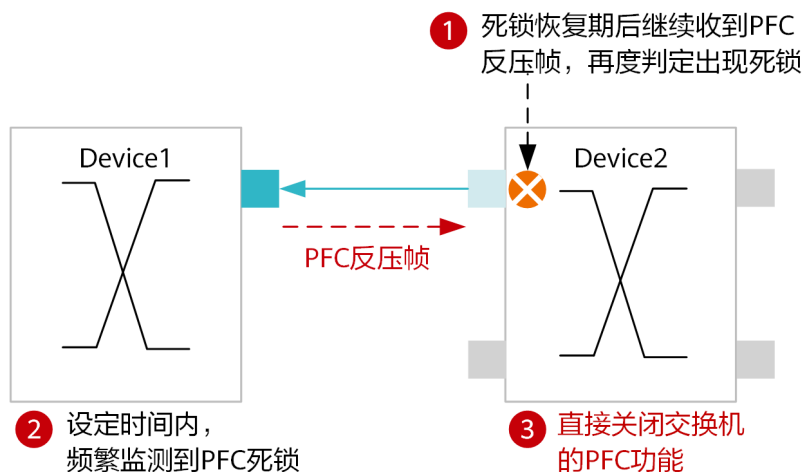 1 死锁恢复期后继续收到PFC
反压帧，再度判定出现死锁
Device1
Device2
PFC反压帧
2 设定时间内，
频繁监测到PFC死锁
3 直接关闭交换机
的PFC功能